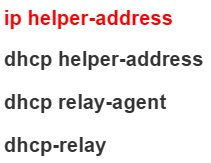 ip helper-address
dhcp helper-address
dhcp relay-agent
dhcp-relay